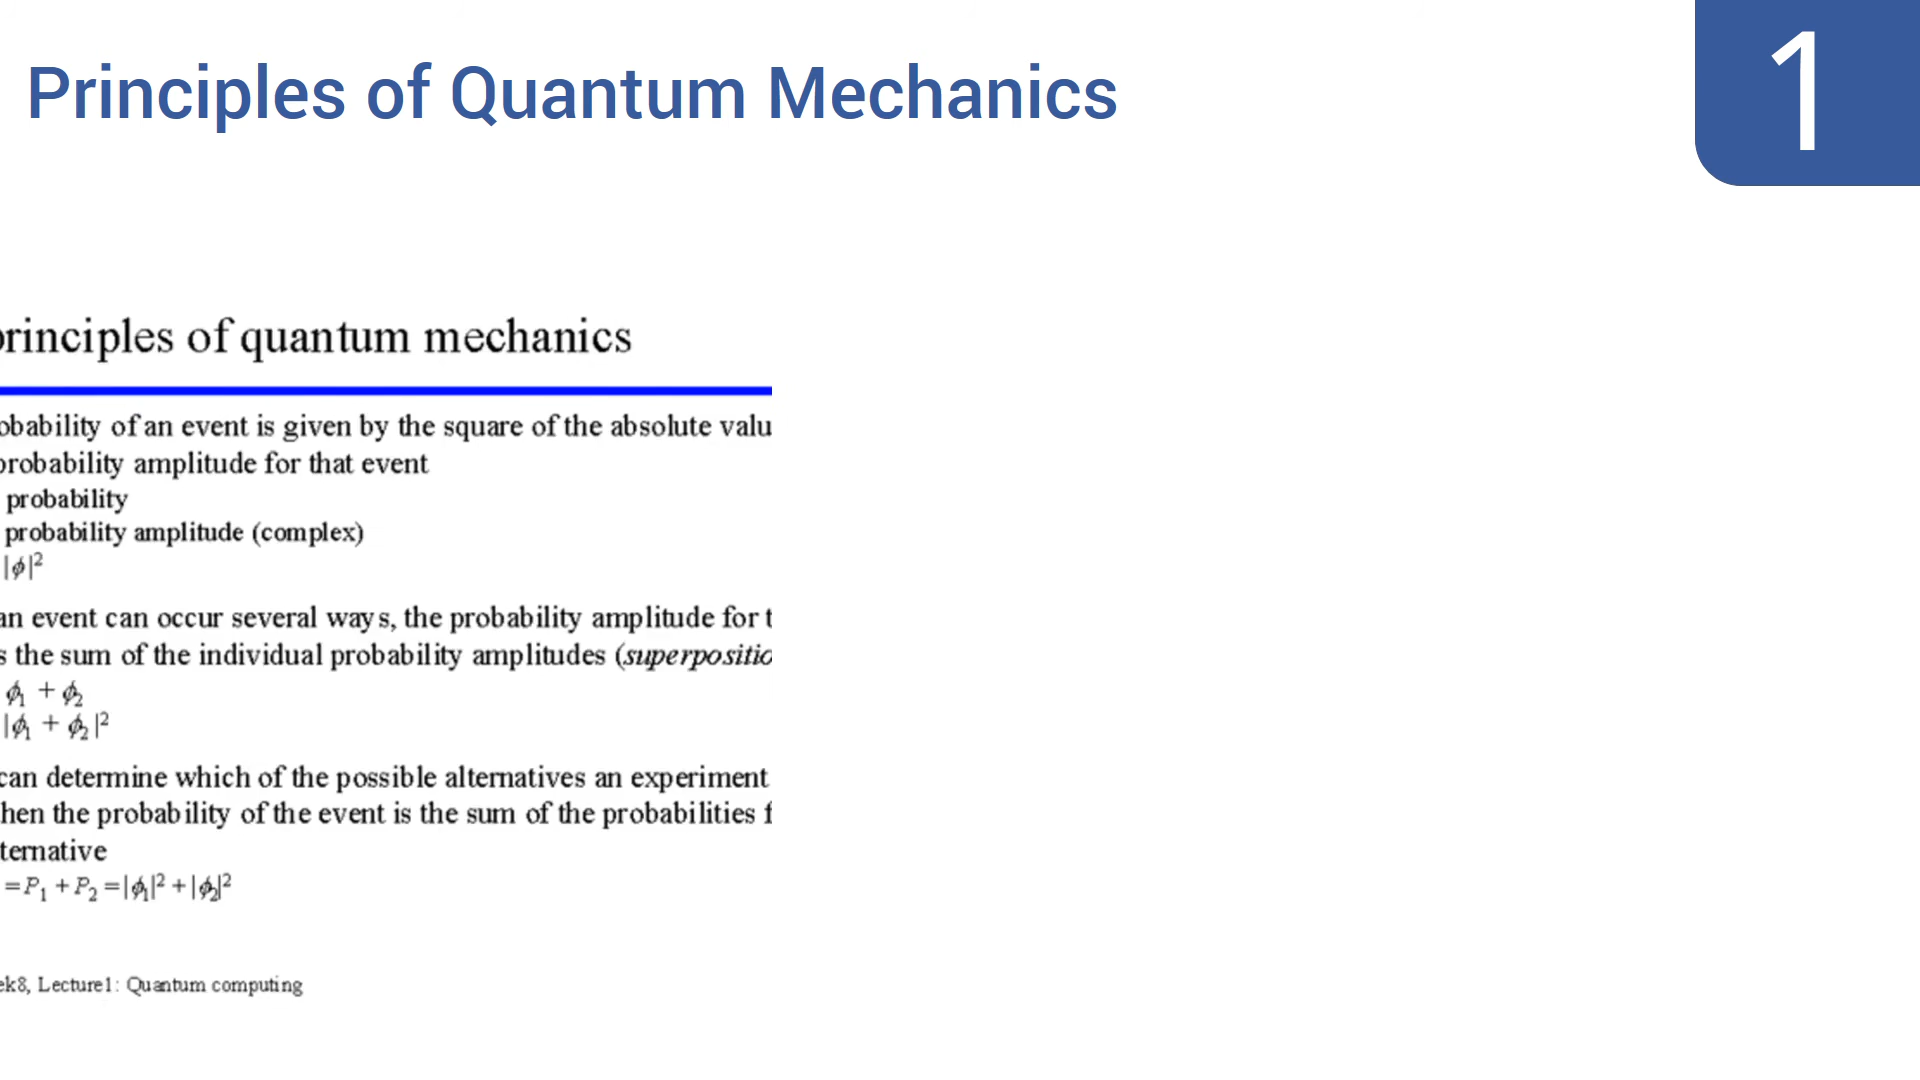 Principles of Quantum Mechanics
1
principles of quantum mechanics
obability of an event is given by the square of the absolute valu
probability amplitude for that event
probability
probability amplitude (complex)
|ϕ|²
an event can occur several ways, the probability amplitude for t
s the sum of the individual probability amplitudes (superpositio
ϕ₁ + ϕ₂
|ϕ₁ + ϕ₂|²
can determine which of the possible alternatives an experiment
hen the probability of the event is the sum of the probabilities f
ternative
=P₁ + P₂ =|ϕ₁|² +|ϕ₂|²
ek8, Lecture1: Quantum computing